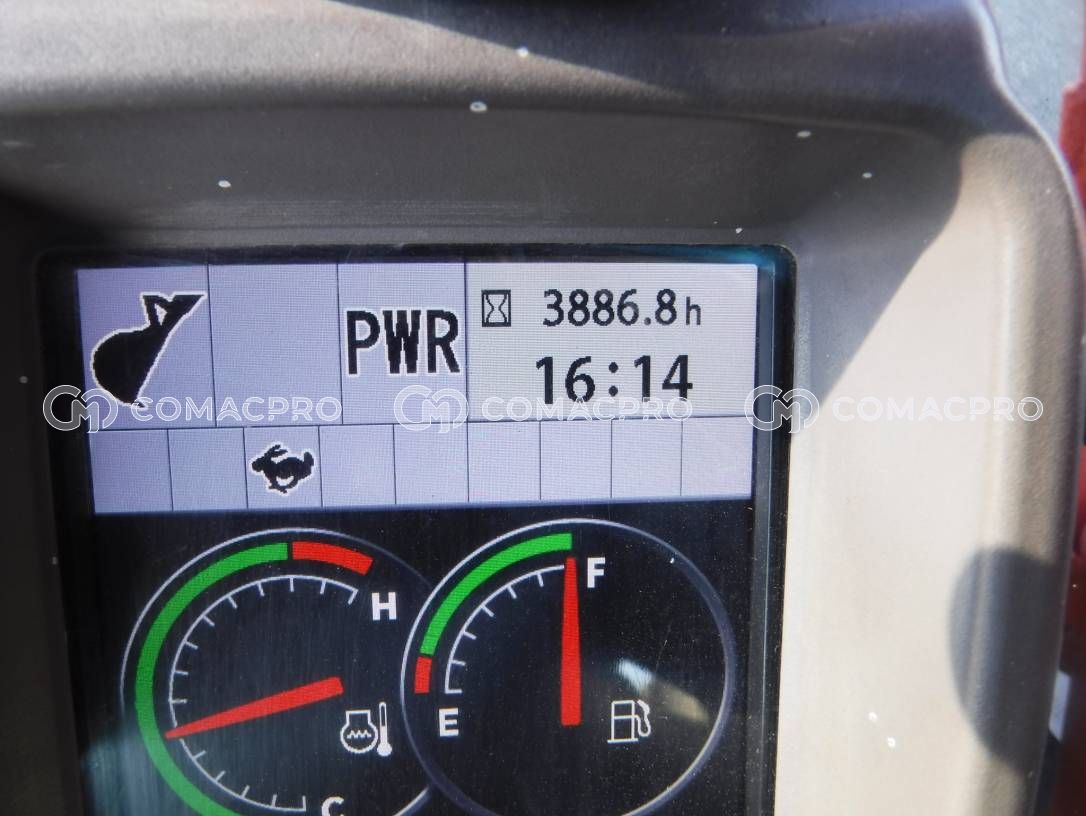 3886.8h
PWR
16:14
COMACPRO COMACPRO COMACPRO
H
F
E
C